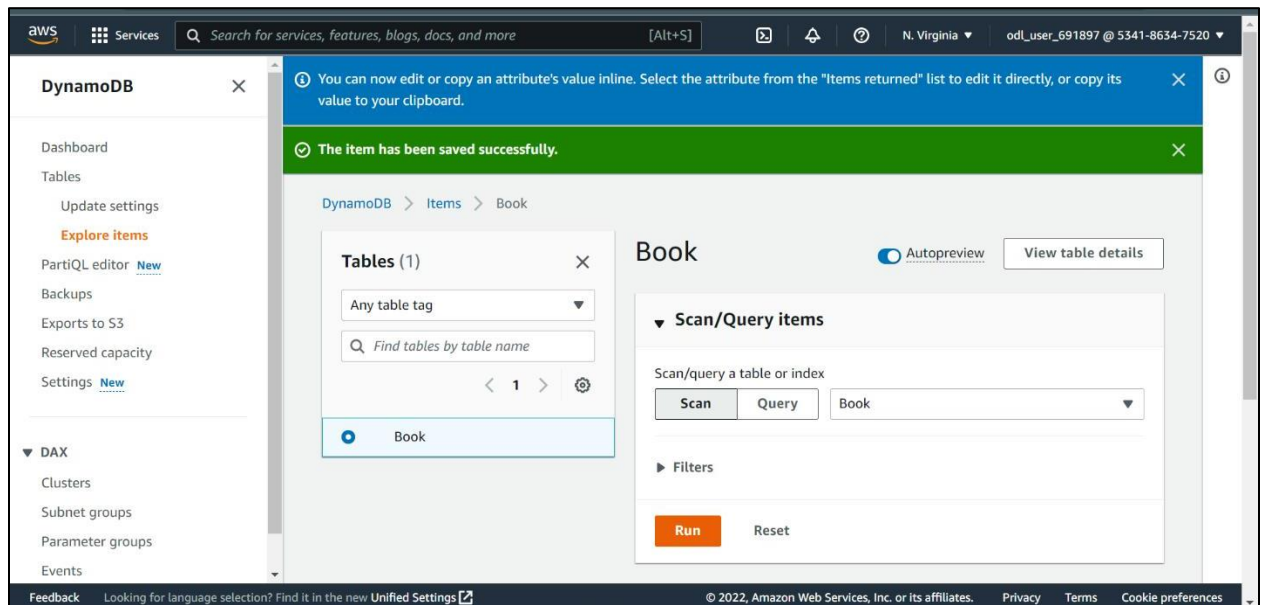 aws
Services
Search for services, features, blogs, docs, and more
[Alt+S]
N. Virginia
odl_user_691897 @ 5341-8634-7520
DynamoDB
Dashboard
Tables
Update settings
Explore items
PartiQL editor New
Backups
Exports to S3
Reserved capacity
Settings New
DAX
Clusters
Subnet groups
Parameter groups
Events
You can now edit or copy an attribute's value inline. Select the attribute from the "Items returned" list to edit it directly, or copy its
value to your clipboard.
The item has been saved successfully.
DynamoDB > Items > Book
Tables (1)
Any table tag
Find tables by table name
< 1 >
Book
Book
Autopreview
View table details
Scan/Query items
Scan/query a table or index
Scan
Query
Book
Filters
Run
Reset
Feedback
Looking for language selection? Find it in the new Unified Settings
© 2022, Amazon Web Services, Inc. or its affiliates.
Privacy
Terms
Cookie preferences